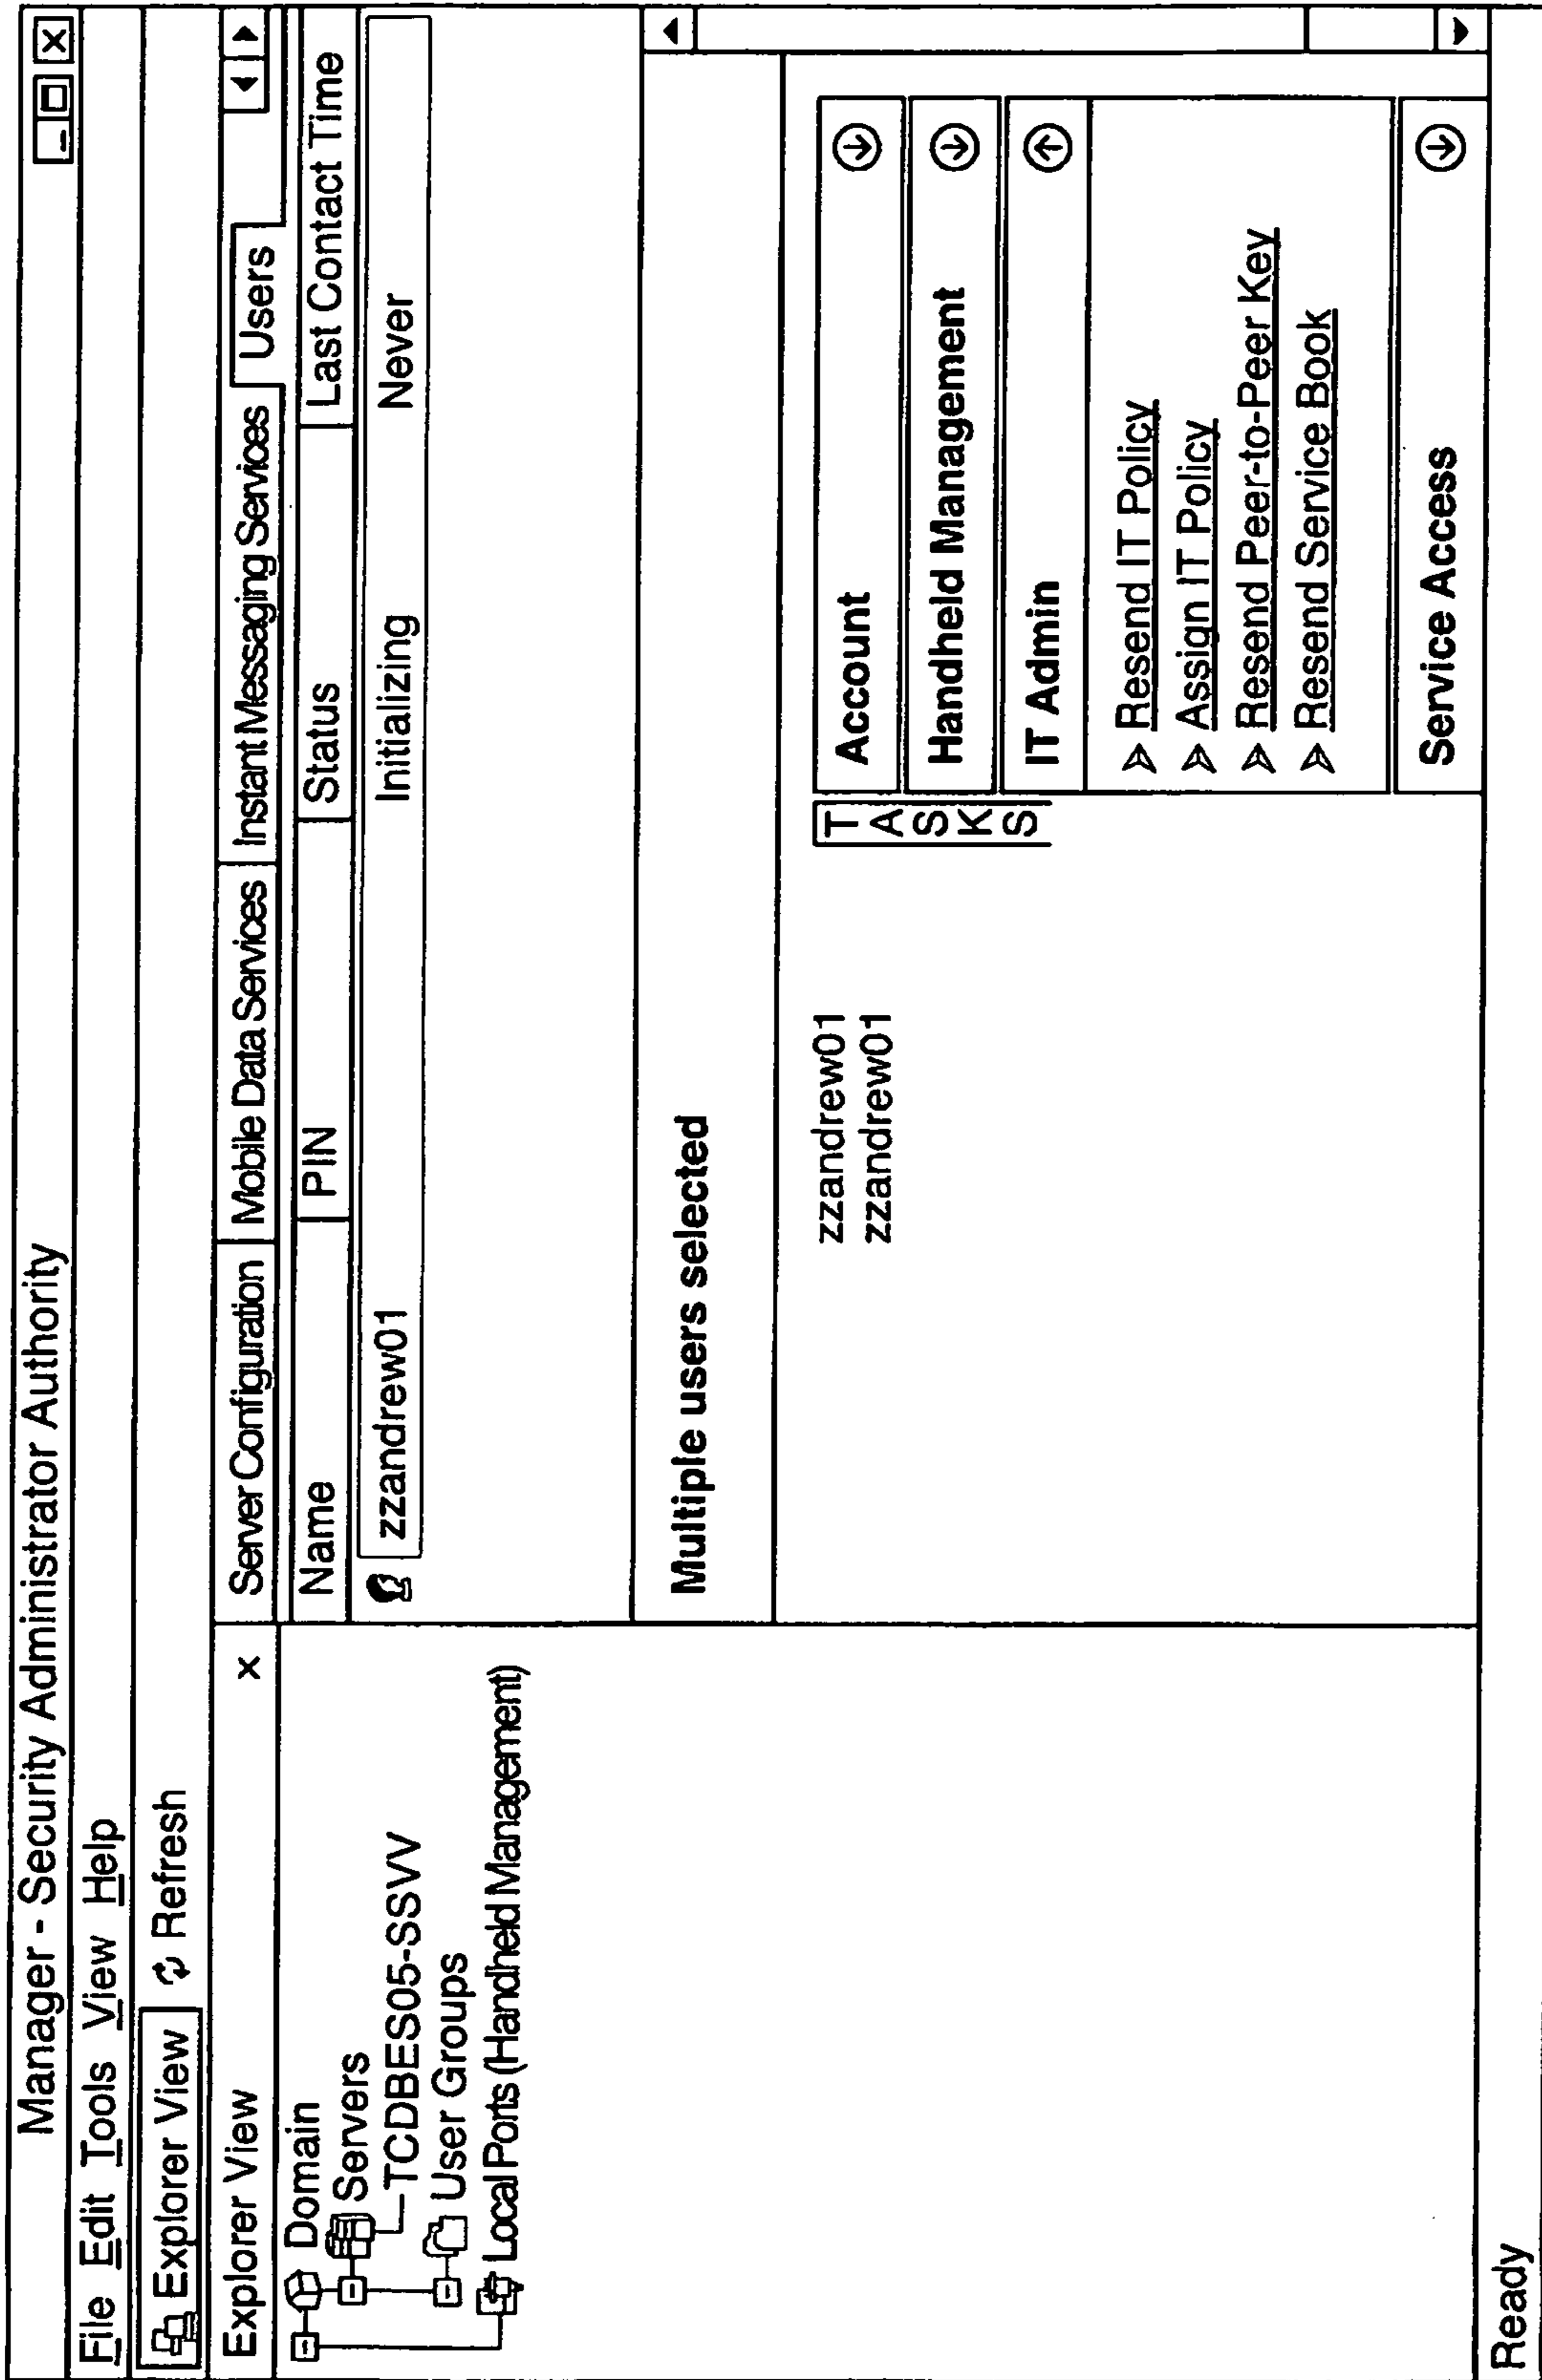 Manager - Security Administrator Authority
File Edit Tools View Help
Explorer View Refresh
Explorer View x
Domain
Servers
TCDBES05-SSVV
User Groups
Local Ports (Handheld Management)
Server Configuration Mobile Data Services Instant Messaging Services Users
Name PIN Status Last Contact Time
zzandrew01 Initializing Never
Multiple users selected
zzandrew01
zzandrew01
TASKS
Account
Handheld Management
IT Admin
Resend IT Policy
Assign IT Policy
Resend Peer-to-Peer Key
Resend Service Book
Service Access
Ready